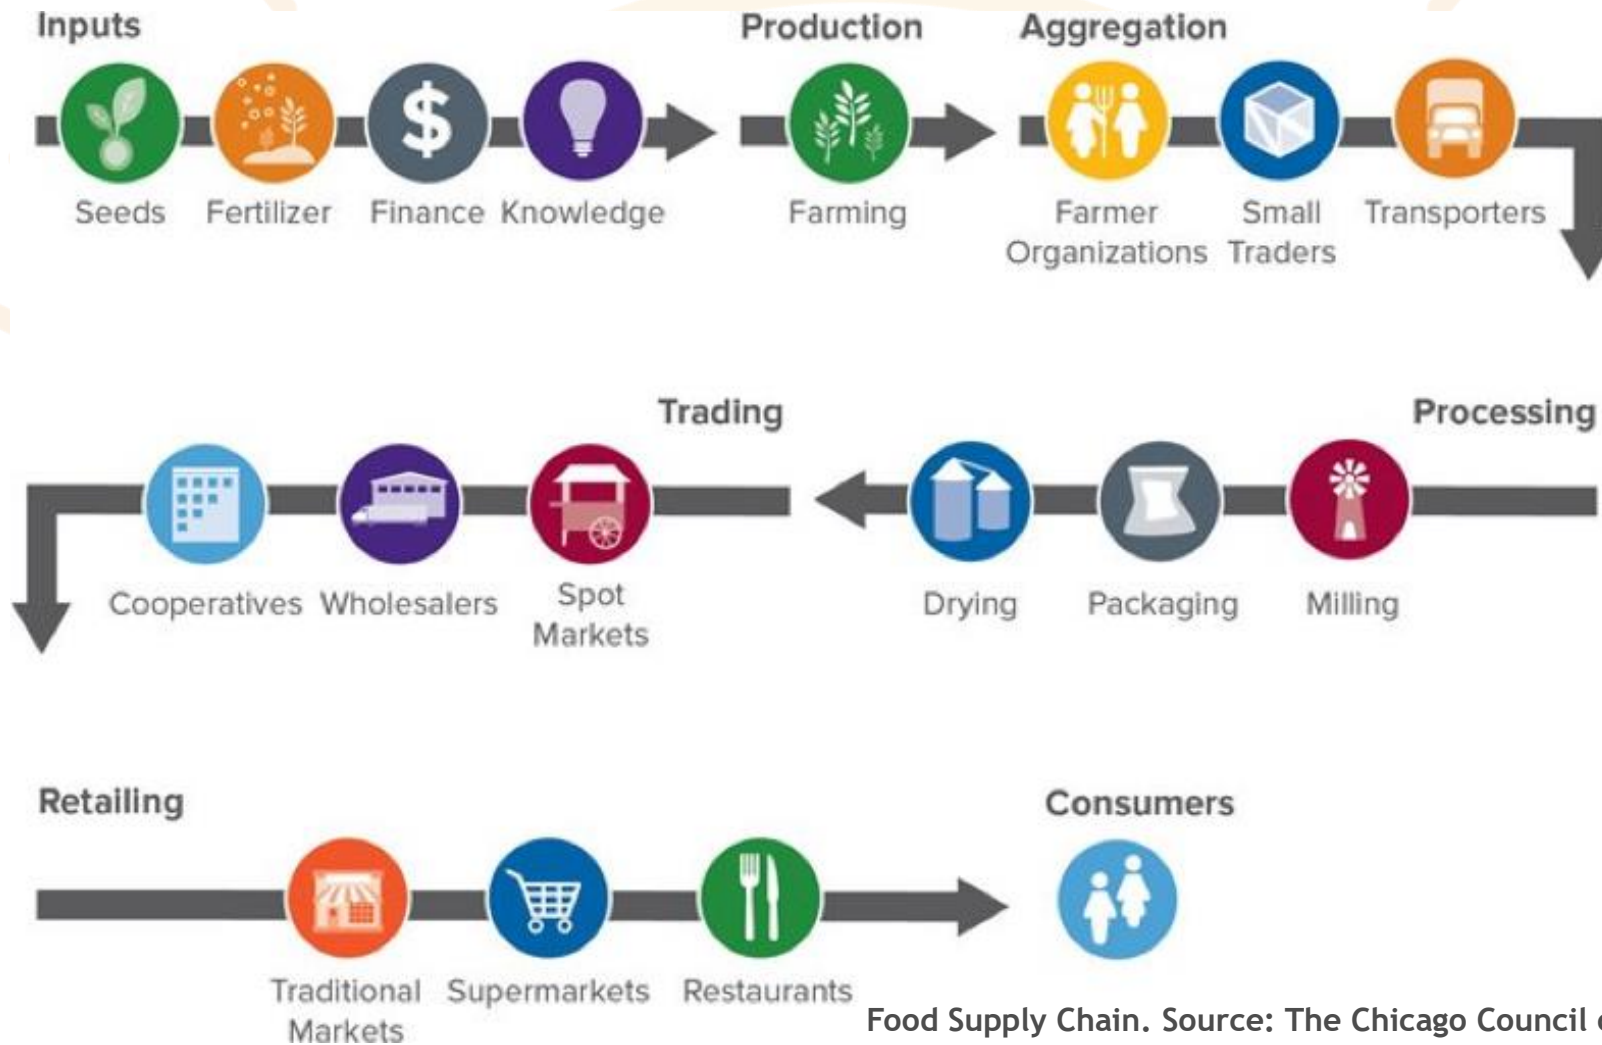 Inputs
Production
Aggregation
$
Seeds
Fertilizer
Finance
Knowledge
Farming
Farmer
Organizations
Small
Traders
Transporters
Trading
Processing
Cooperatives
Wholesalers
Spot
Markets
Drying
Packaging
Milling
Retailing
Consumers
Traditional
Markets
Supermarkets
Restaurants
Food Supply Chain. Source: The Chicago Council